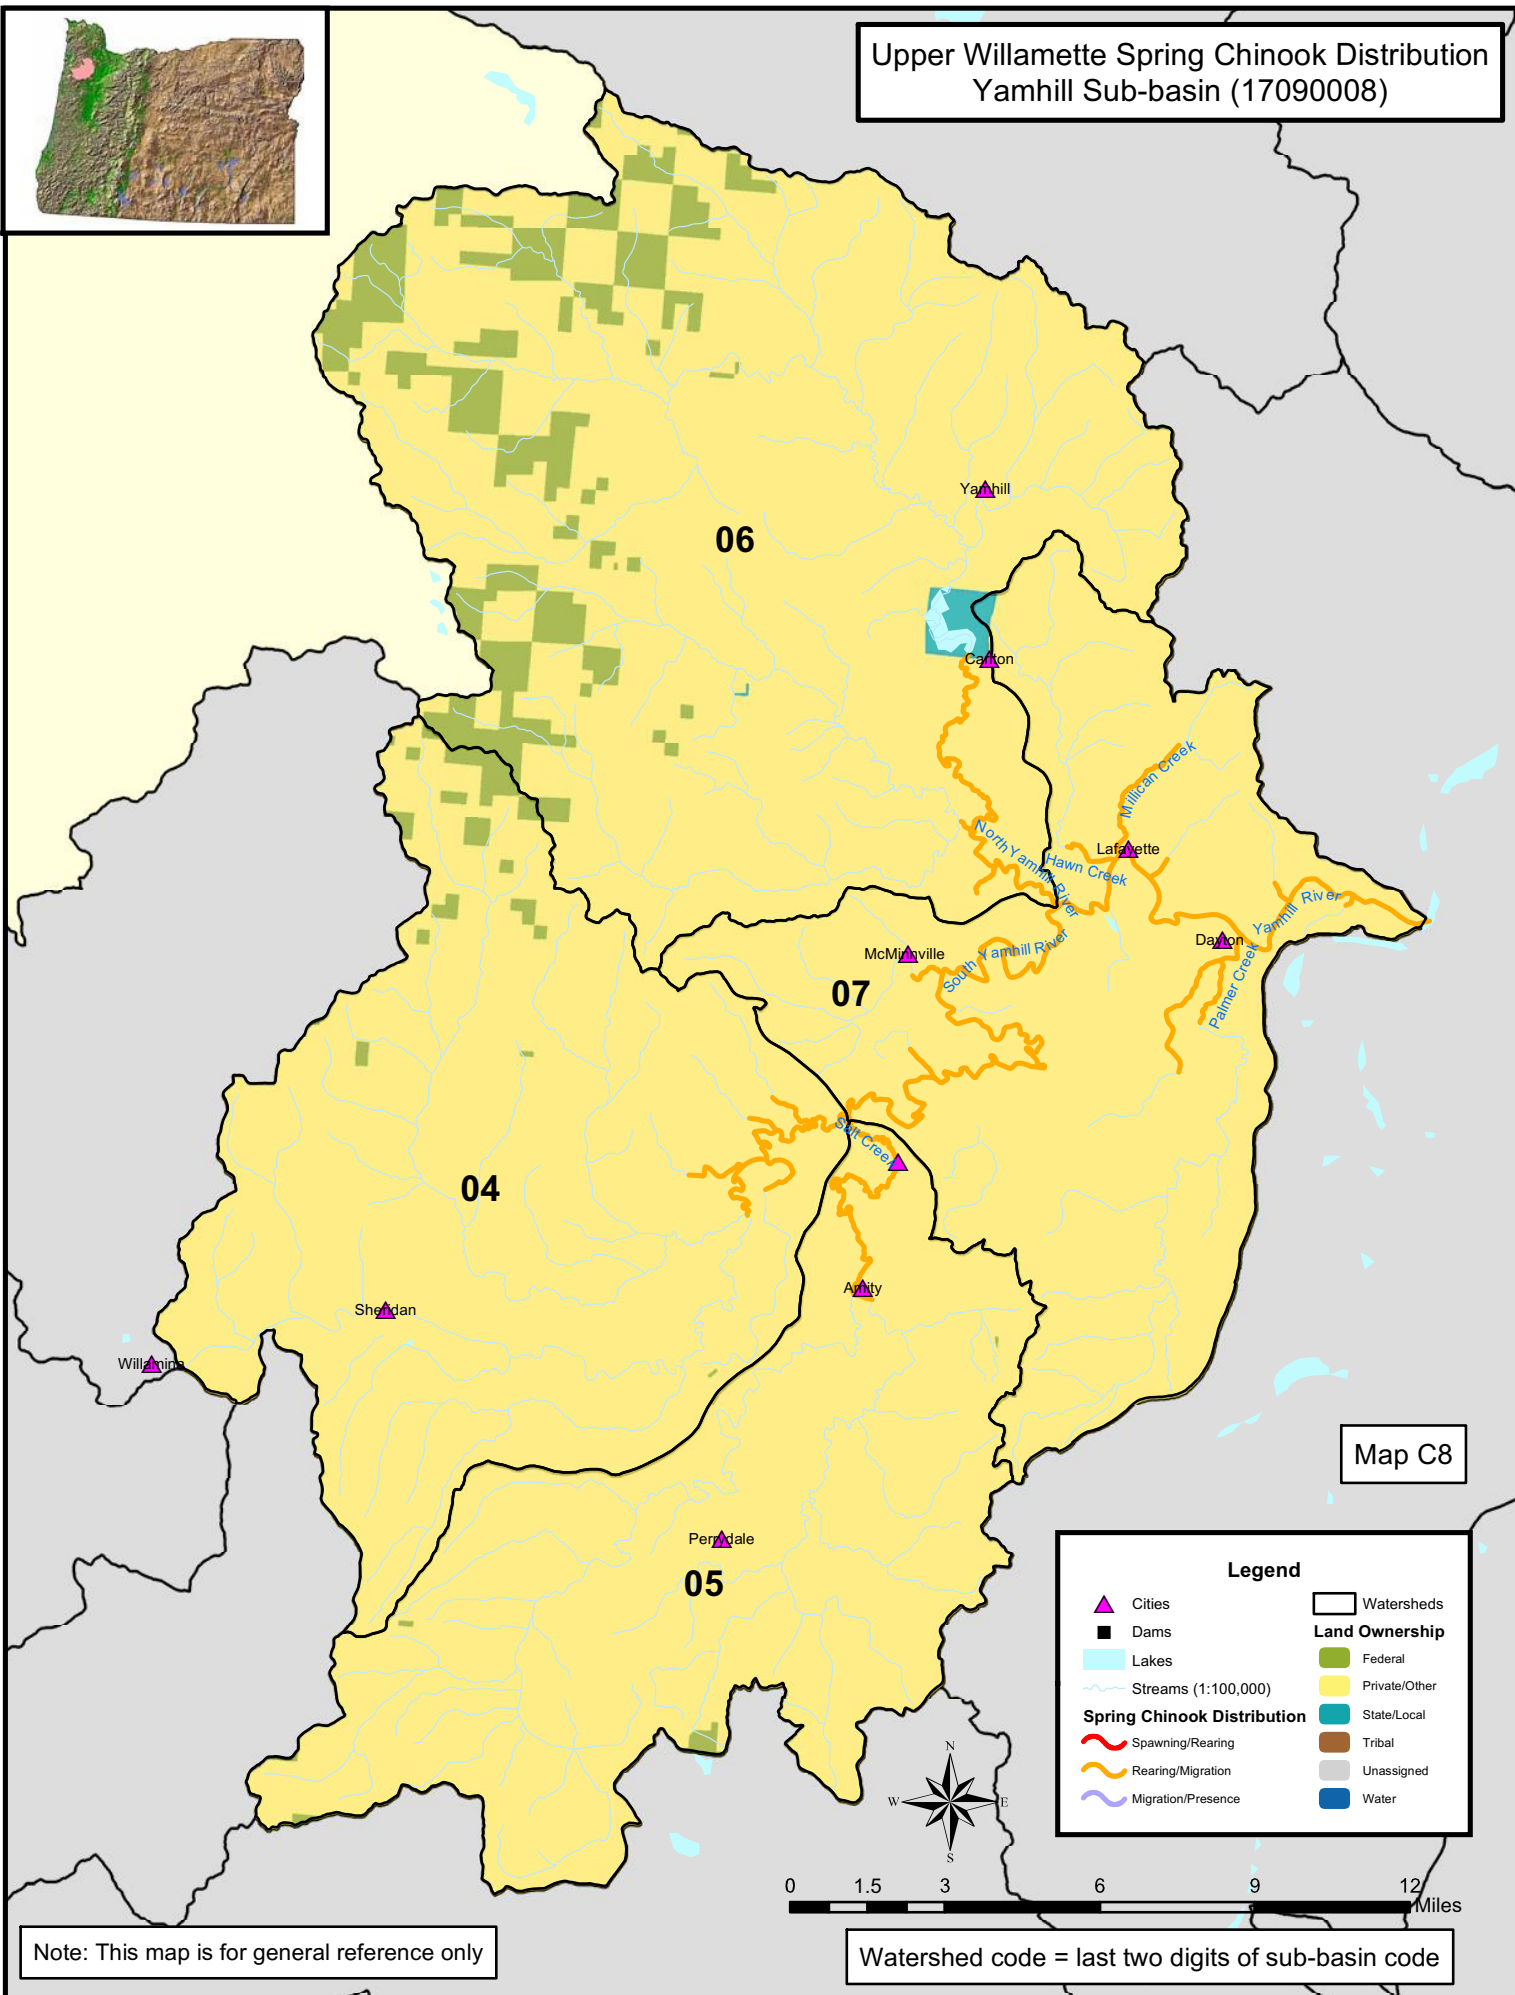 Upper Willamette Spring Chinook Distribution
Yamhill Sub-basin (17090008)
Yamhill
06
Carlton
Millican Creek
North Yamhill River
Lafayette
Hawn Creek
Yamhill River
Dayton
McMinnville
South Yamhill River
Palmer Creek
07
Salt Creek
04
Amity
Sheridan
Willamina
Perrydale
05
Map C8
Legend
Cities
Dams
Lakes
Streams (1:100,000)
Spring Chinook Distribution
Spawning/Rearing
Rearing/Migration
Migration/Presence
Watersheds
Land Ownership
Federal
Private/Other
State/Local
Tribal
Unassigned
Water
N
W E
S
0 1.5 3 6 9 12
Miles
Note: This map is for general reference only
Watershed code = last two digits of sub-basin code